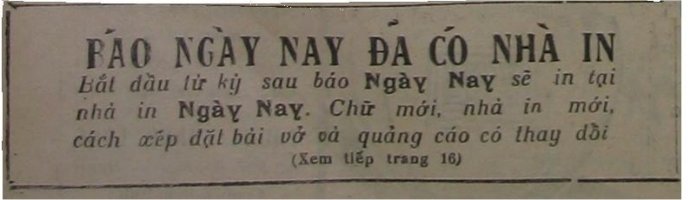 BÁO NGÀY NAY ĐÃ CÓ NHÀ IN
Bắt đầu từ kỳ sau báo Ngày Nay sẽ in tại
nhà in Ngày Nay. Chữ mới, nhà in mới,
cách xếp đặt bài vở và quảng cáo có thay đổi
(Xem tiếp trang 16)